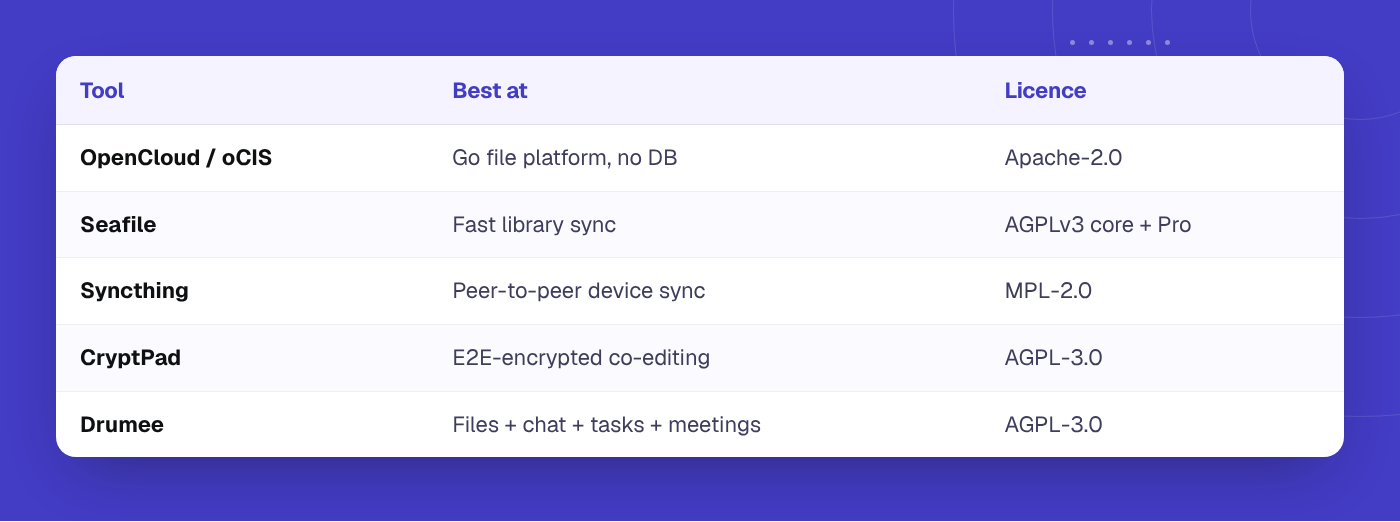 Tool Best at Licence
OpenCloud / oCIS Go file platform, no DB Apache-2.0
Seafile Fast library sync AGPLv3 core + Pro
Syncthing Peer-to-peer device sync MPL-2.0
CryptPad E2E-encrypted co-editing AGPL-3.0
Drumee Files + chat + tasks + meetings AGPL-3.0